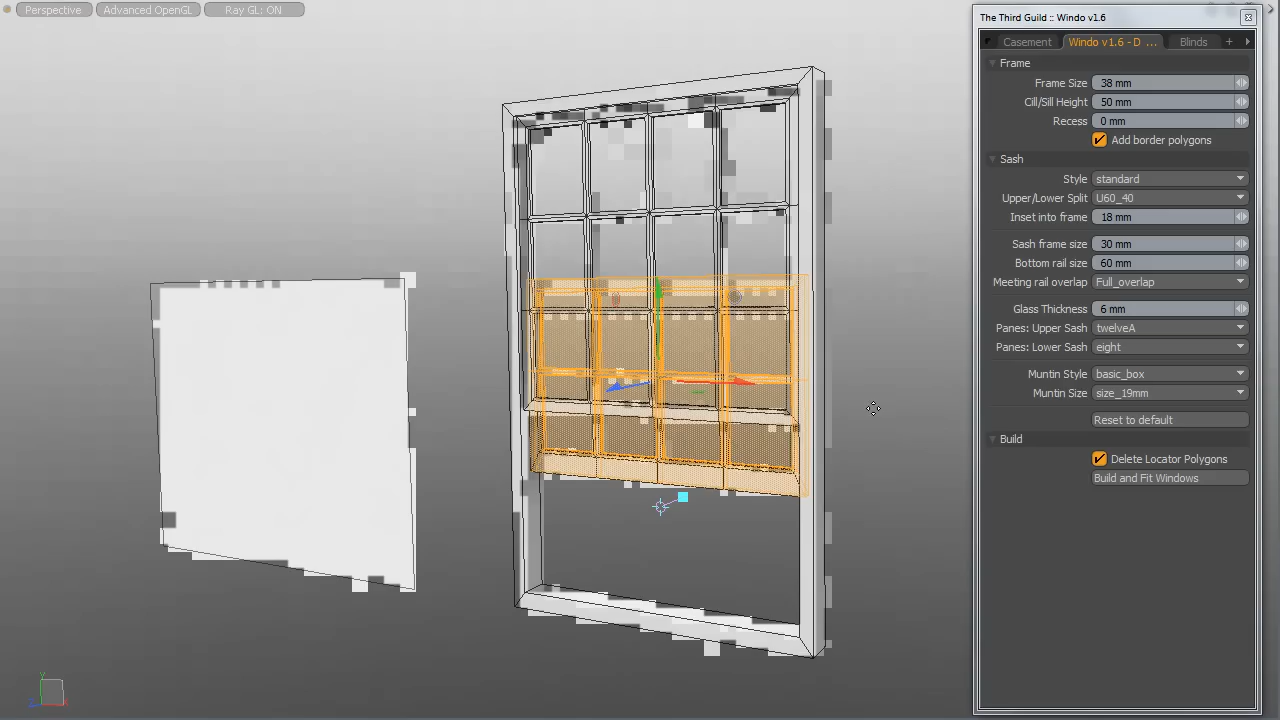 Perspective
Advanced OpenGL
Ray GL: ON
The Third Guild :: Windo v1.6
Casement
Windo v1.6 - D ...
Blinds
+
Frame
Frame Size 38 mm
Cill/Sill Height 50 mm
Recess 0 mm
Add border polygons
Sash
Style standard
Upper/Lower Split U60_40
Inset into frame 18 mm
Sash frame size 30 mm
Bottom rail size 60 mm
Meeting rail overlap Full_overlap
Glass Thickness 6 mm
Panes: Upper Sash twelveA
Panes: Lower Sash eight
Muntin Style basic_box
Muntin Size size_19mm
Reset to default
Build
Delete Locator Polygons
Build and Fit Windows
Y